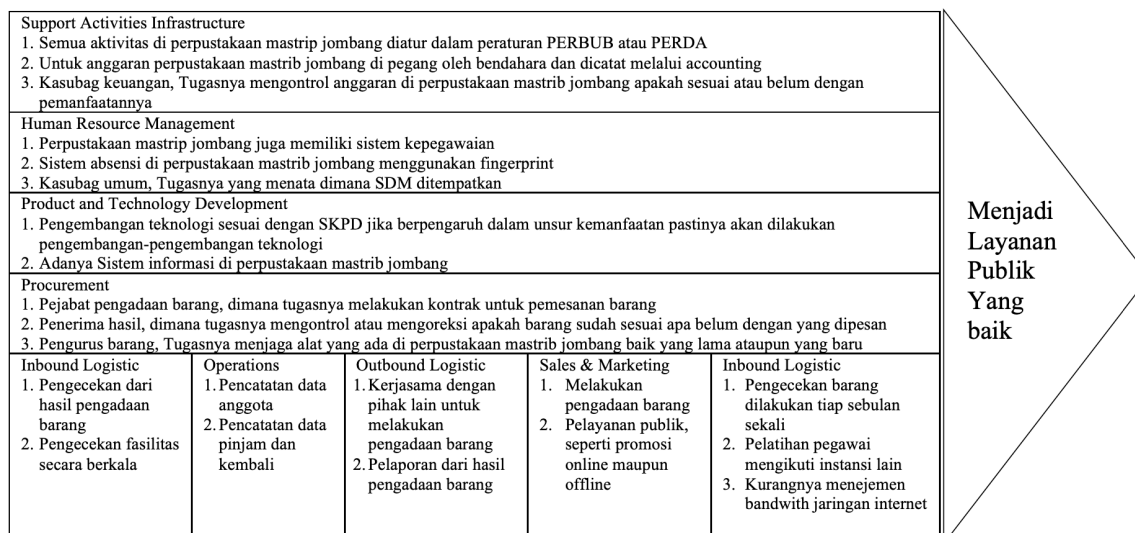 Support Activities Infrastructure
1. Semua aktivitas di perpustakaan mastrip jombang diatur dalam peraturan PERBUB atau PERDA
2. Untuk anggaran perpustakaan mastrib jombang di pegang oleh bendahara dan dicatat melalui accounting
3. Kasubag keuangan, Tugasnya mengontrol anggaran di perpustakaan mastrib jombang apakah sesuai atau belum dengan
pemanfaatannya
Human Resource Management
1. Perpustakaan mastrip jombang juga memiliki sistem kepegawaian
2. Sistem absensi di perpustakaan mastrib jombang menggunakan fingerprint
3. Kasubag umum, Tugasnya yang menata dimana SDM ditempatkan
Product and Technology Development
1. Pengembangan teknologi sesuai dengan SKPD jika berpengaruh dalam unsur kemanfaatan pastinya akan dilakukan
pengembangan-pengembangan teknologi
2. Adanya Sistem informasi di perpustakaan mastrib jombang
Procurement
1. Pejabat pengadaan barang, dimana tugasnya melakukan kontrak untuk pemesanan barang
2. Penerima hasil, dimana tugasnya mengontrol atau mengoreksi apakah barang sudah sesuai apa belum dengan yang dipesan
3. Pengurus barang, Tugasnya menjaga alat yang ada di perpustakaan mastrib jombang baik yang lama ataupun yang baru
Inbound Logistic
1. Pengecekan dari
hasil pengadaan
barang
2. Pengecekan fasilitas
secara berkala
Operations
1. Pencatatan data
anggota
2. Pencatatan data
pinjam dan
kembali
Outbound Logistic
1. Kerjasama dengan
pihak lain untuk
melakukan
pengadaan barang
2. Pelaporan dari hasil
pengadaan barang
Sales & Marketing
1. Melakukan
pengadaan barang
2. Pelayanan publik,
seperti promosi
online maupun
offline
Inbound Logistic
1. Pengecekan barang
dilakukan tiap sebulan
sekali
2. Pelatihan pegawai
mengikuti instansi lain
3. Kurangnya menejemen
bandwith jaringan internet
Menjadi
Layanan
Publik
Yang
baik